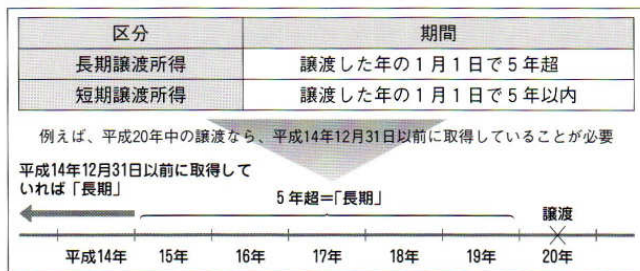 区分 期間
長期譲渡所得 譲渡した年の1月1日で5年超
短期譲渡所得 譲渡した年の1月1日で5年以内
例えば、平成20年中の譲渡なら、平成14年12月31日以前に取得していることが必要
平成14年12月31日以前に取得して
いれば「長期」
5年超=「長期」
譲渡
平成14年 15年 16年 17年 18年 19年 20年